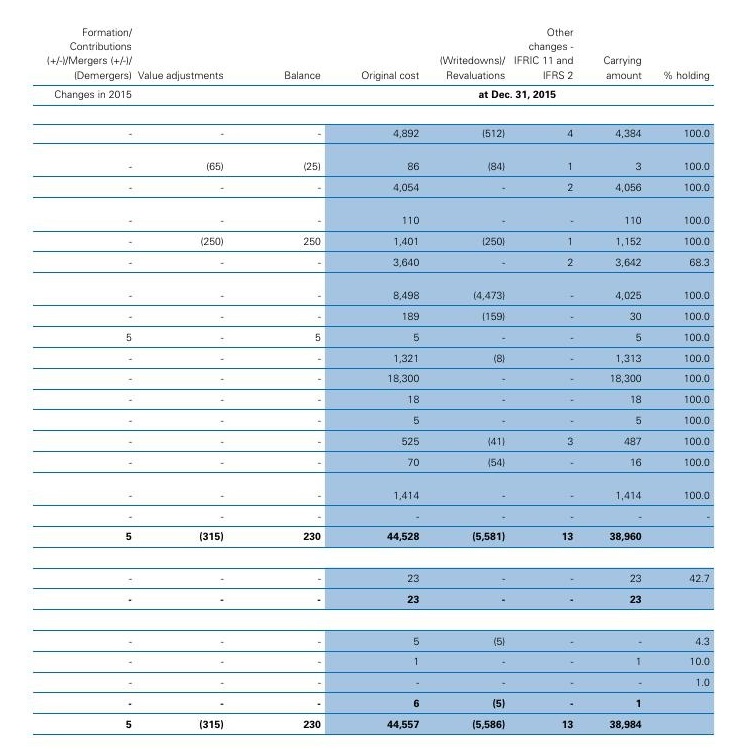 Formation/ Other
Contributions changes -
(+/-)/Mergers (+/-)/ (Writedowns)/ IFRIC 11 and Carrying
(Demergers) Value adjustments Balance Original cost Revaluations IFRS 2 amount % holding
Changes in 2015 at Dec. 31, 2015
- - - 4,892 (512) 4 4,384 100.0
- (65) (25) 86 (84) 1 3 100.0
- - - 4,054 - 2 4,056 100.0
- - - 110 - - 110 100.0
- (250) 250 1,401 (250) 1 1,152 100.0
- - - 3,640 - 2 3,642 68.3
- - - 8,498 (4,473) - 4,025 100.0
- - - 189 (159) - 30 100.0
5 - 5 5 - - 5 100.0
- - - 1,321 (8) - 1,313 100.0
- - - 18,300 - - 18,300 100.0
- - - 18 - - 18 100.0
- - - 5 - - 5 100.0
- - - 525 (41) 3 487 100.0
- - - 70 (54) - 16 100.0
- - - 1,414 - - 1,414 100.0
- - - - - - - -
5 (315) 230 44,528 (5,581) 13 38,960
- - - 23 - - 23 42.7
- - - 23 - - 23
- - - 5 (5) - - 4.3
- - - 1 - - 1 10.0
- - - - - - - 1.0
- - - 6 (5) - 1
5 (315) 230 44,557 (5,586) 13 38,984